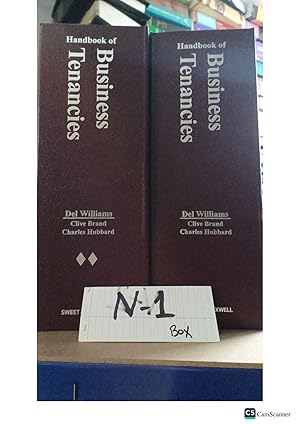 Handbook of
Business
Tenancies
Del Williams
Clive Brand
Charles Hubbard
SWEET
Handbook of
Business
Tenancies
Del Williams
Clive Brand
Charles Hubbard
XWELL
N-1
Box
CS CamScanner